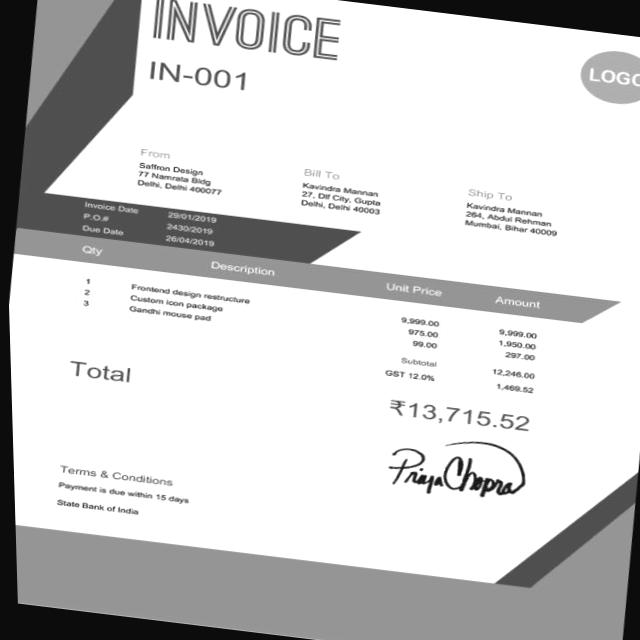 INVOICE
IN-001
LOGO
From
Saffron Design
77 Namrata Bldg
Delhi, Delhi 400077
Bill To
Kavindra Mannan
27, Dlf City, Gupta
Delhi, Delhi 40003
Ship To
Kavindra Mannan
264, Abdul Rehman
Mumbai, Bihar 40009
Invoice Date 29/01/2019
P.O.# 2430/2019
Due Date 26/04/2019
Qty Description Unit Price Amount
1 Frontend design restructure 9,999.00 9,999.00
2 Custom icon package 975.00 1,950.00
3 Gandhi mouse pad 99.00 297.00
Subtotal 12,246.00
GST 12.0% 1,469.52
Total ₹13,715.52
Priya Chopra
Terms & Conditions
Payment is due within 15 days
State Bank of India